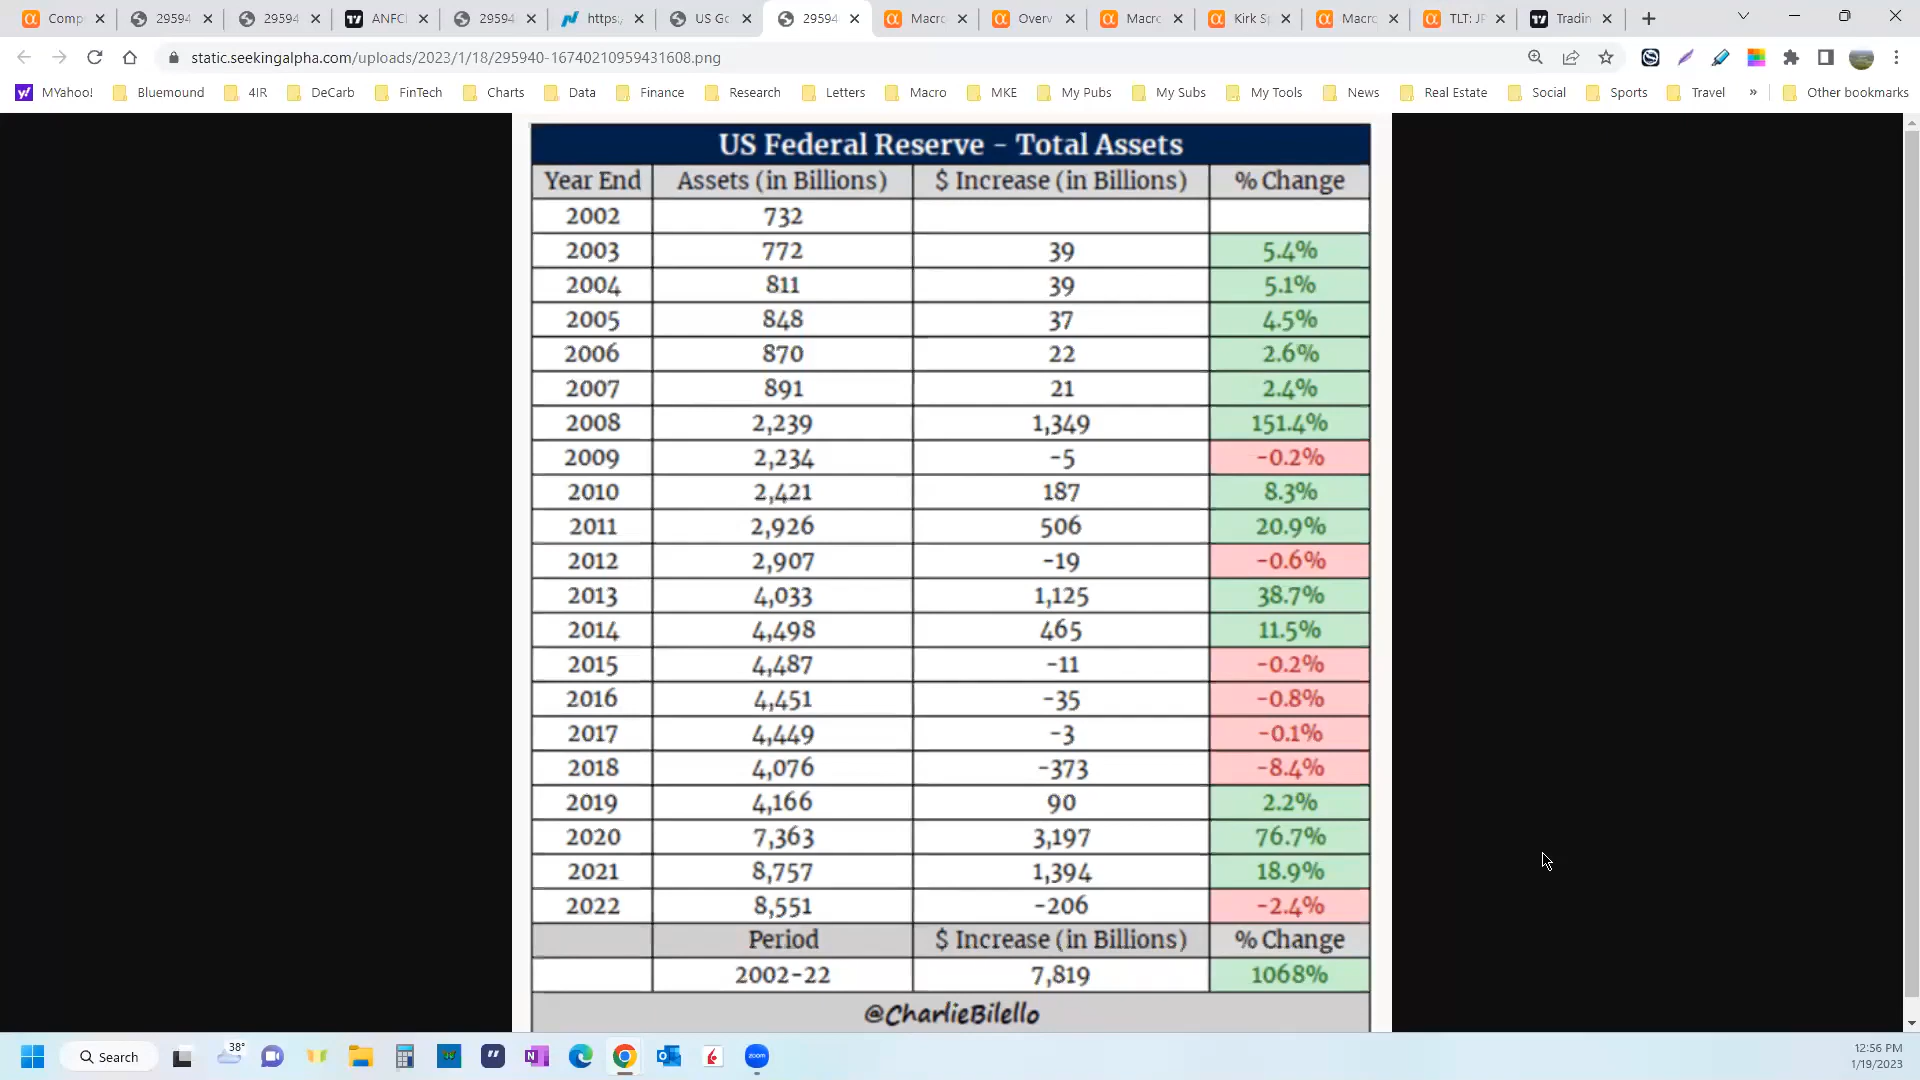 Comp
29594
29594
ANFC
29594
https:
US Go
29594
Macro
Overv
Macro
Kirk Sp
Macro
TLT: JP
Tradin
static.seekingalpha.com/uploads/2023/1/18/295940-16740210959431608.png
MYahoo! Bluemound 4IR DeCarb FinTech Charts Data Finance Research Letters Macro MKE My Pubs My Subs My Tools News Real Estate Social Sports Travel » Other bookmarks
US Federal Reserve - Total Assets
Year End Assets (in Billions) $ Increase (in Billions) % Change
2002 732
2003 772 39 5.4%
2004 811 39 5.1%
2005 848 37 4.5%
2006 870 22 2.6%
2007 891 21 2.4%
2008 2,239 1,349 151.4%
2009 2,234 -5 -0.2%
2010 2,421 187 8.3%
2011 2,926 506 20.9%
2012 2,907 -19 -0.6%
2013 4,033 1,125 38.7%
2014 4,498 465 11.5%
2015 4,487 -11 -0.2%
2016 4,451 -35 -0.8%
2017 4,449 -3 -0.1%
2018 4,076 -373 -8.4%
2019 4,166 90 2.2%
2020 7,363 3,197 76.7%
2021 8,757 1,394 18.9%
2022 8,551 -206 -2.4%
Period $ Increase (in Billions) % Change
2002-22 7,819 1068%
@CharlieBilello
Search
38°
zoom
12:56 PM
1/19/2023